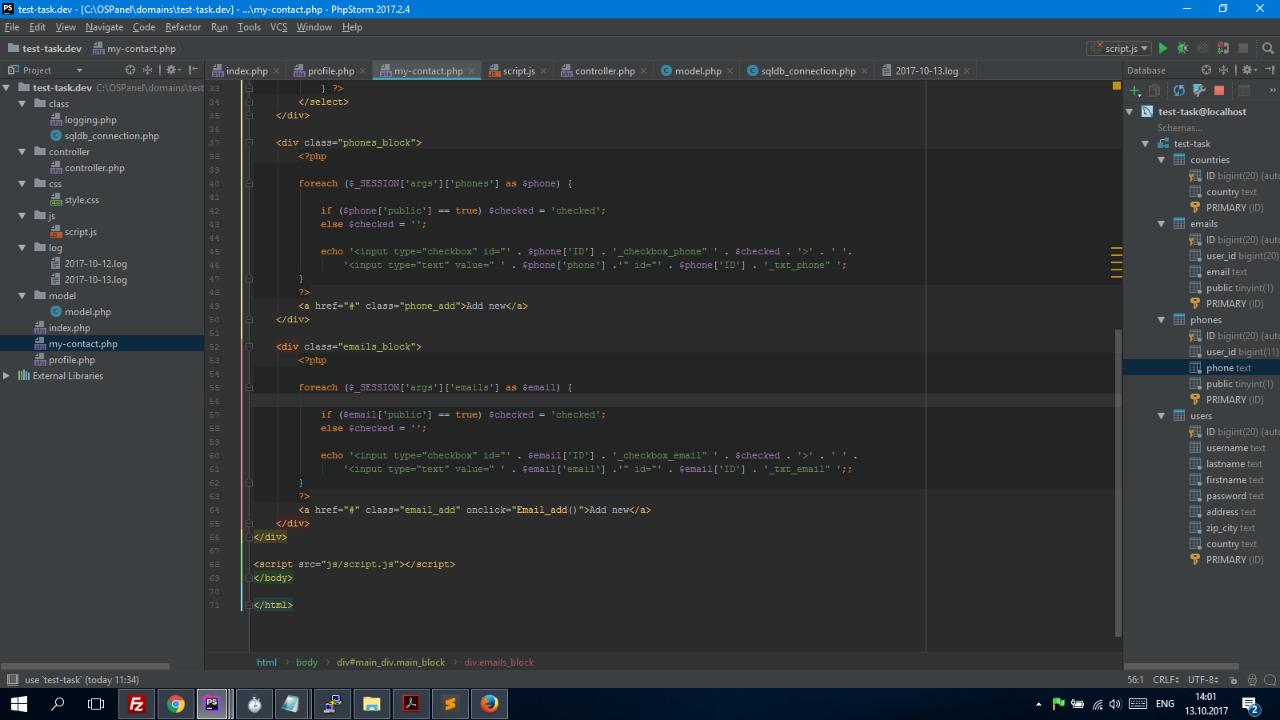 test-task.dev - [C:\OSPanel\domains\test-task.dev] - ...\my-contact.php - PhpStorm 2017.2.4
File Edit View Navigate Code Refactor Run Tools VCS Window Help
test-task.dev my-contact.php script.js
Project
index.php profile.php my-contact.php script.js controller.php model.php sqldb_connection.php 2017-10-13.log
Database
test-task.dev C:\OSPanel\domains\test
class
logging.php
sqldb_connection.php
controller
controller.php
css
style.css
js
script.js
log
2017-10-12.log
2017-10-13.log
model
model.php
index.php
my-contact.php
profile.php
External Libraries
33 } ?>
34 </select>
35 </div>
36
37 <div class="phones_block">
38 <?php
39
40 foreach ($_SESSION['args']['phones'] as $phone) {
41
42 if ($phone['public'] == true) $checked = 'checked';
43 else $checked = '';
44
45 echo '<input type="checkbox" id="' . $phone['ID'] . '_checkbox_phone" ' . $checked . '>' . ' '.
46 '<input type="text" value=" ' . $phone['phone'] .'" id="' . $phone['ID'] . '_txt_phone" ';
47 }
48 ?>
49 <a href="#" class="phone_add">Add new</a>
50 </div>
51
52 <div class="emails_block">
53 <?php
54
55 foreach ($_SESSION['args']['emails'] as $email) {
56
57 if ($email['public'] == true) $checked = 'checked';
58 else $checked = '';
59
60 echo '<input type="checkbox" id="' . $email['ID'] . '_checkbox_email" ' . $checked . '>' . ' ' .
61 '<input type="text" value=" ' . $email['email'] .'" id="' . $email['ID'] . '_txt_email" ';;
62 }
63 ?>
64 <a href="#" class="email_add" onclick="Email_add()">Add new</a>
65 </div>
66 </div>
67
68 <script src="js/script.js"></script>
69 </body>
70
71 </html>
html body div#main_div.main_block div.emails_block
test-task@localhost
Schemas...
test-task
countries
ID bigint(20) (auto
country text
PRIMARY (ID)
emails
ID bigint(20) (auto
user_id bigint(20)
email text
public tinyint(1)
PRIMARY (ID)
phones
ID bigint(20) (auto
user_id bigint(11)
phone text
public tinyint(1)
PRIMARY (ID)
users
ID bigint(20) (auto
username text
lastname text
firstname text
password text
address text
zip_city text
country text
PRIMARY (ID)
use `test-task` (today 11:34)
56:1 CRLF÷ UTF-8÷
ENG
14:01
13.10.2017
2